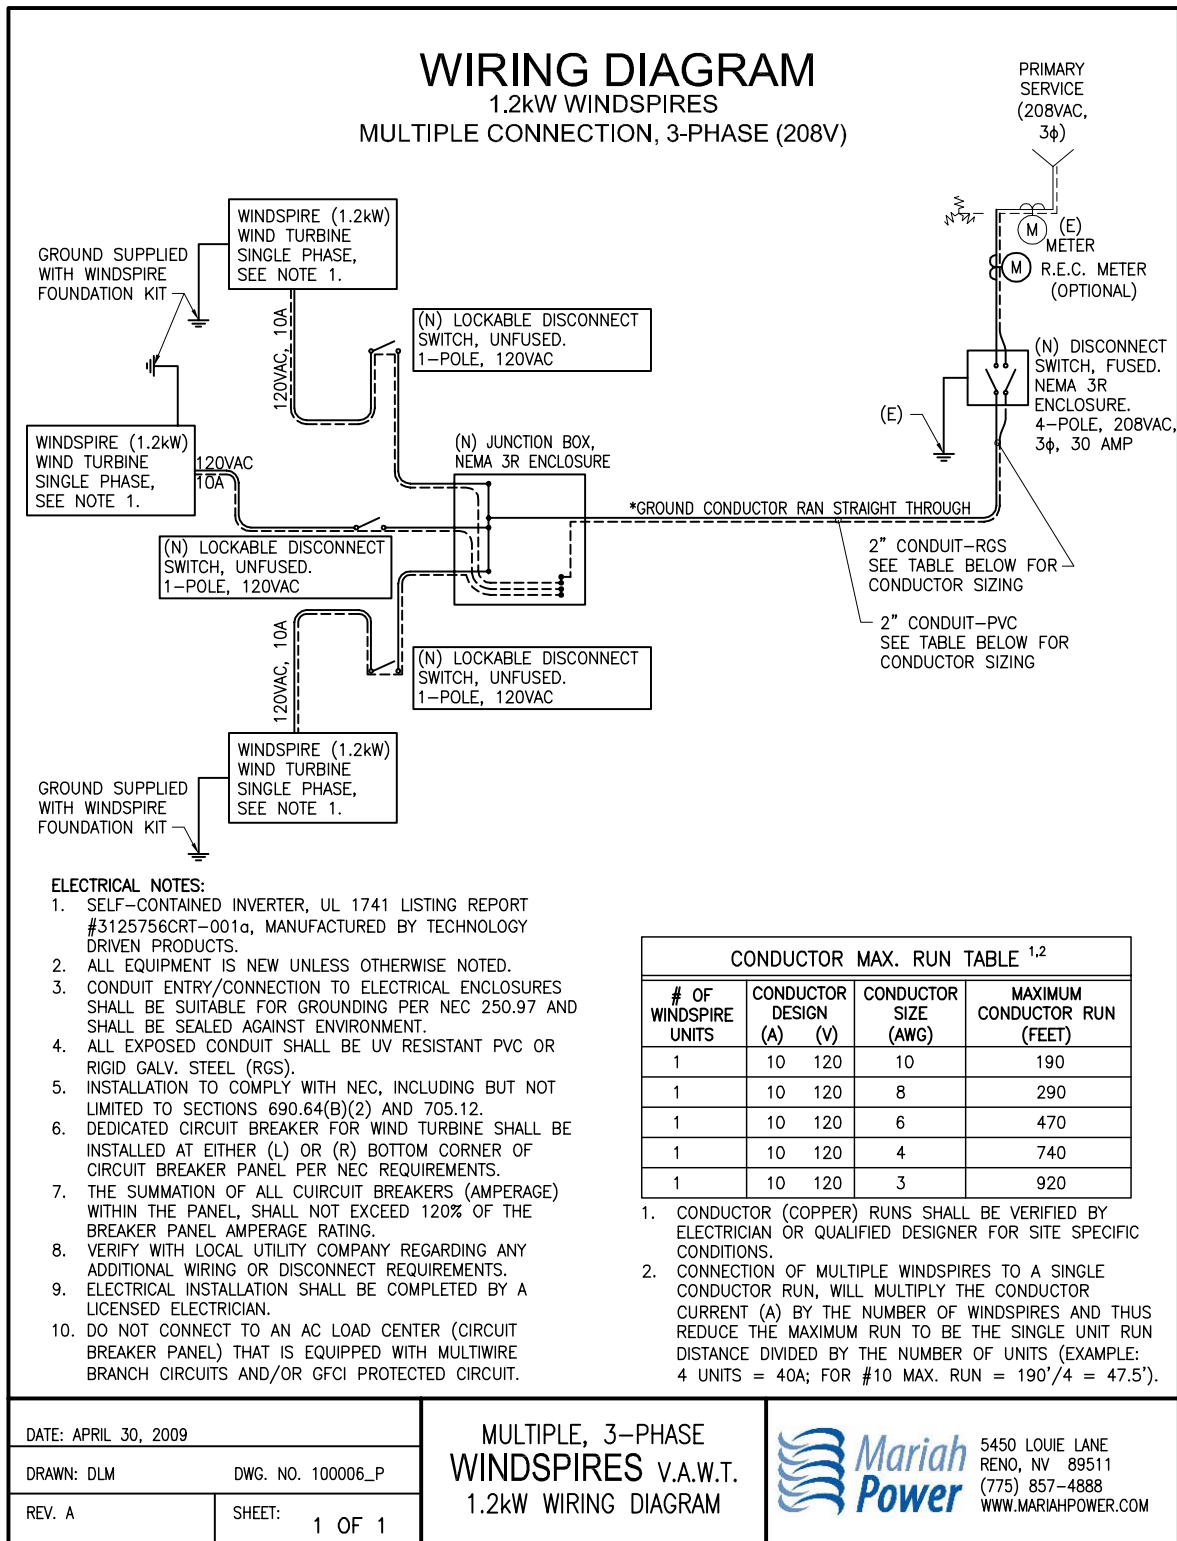 WIRING DIAGRAM
1.2kW WINDSPIRES
MULTIPLE CONNECTION, 3-PHASE (208V)
PRIMARY
SERVICE
(208VAC,
3ϕ)
WINDSPIRE (1.2kW)
WIND TURBINE
SINGLE PHASE,
SEE NOTE 1.
GROUND SUPPLIED
WITH WINDSPIRE
FOUNDATION KIT
M
(E)
METER
M
R.E.C. METER
(OPTIONAL)
120VAC, 10A
(N) LOCKABLE DISCONNECT
SWITCH, UNFUSED.
1-POLE, 120VAC
(N) DISCONNECT
SWITCH, FUSED.
NEMA 3R
ENCLOSURE.
4-POLE, 208VAC,
3ϕ, 30 AMP
(E)
WINDSPIRE (1.2kW)
WIND TURBINE
SINGLE PHASE,
SEE NOTE 1.
120VAC
10A
(N) JUNCTION BOX,
NEMA 3R ENCLOSURE
*GROUND CONDUCTOR RAN STRAIGHT THROUGH
(N) LOCKABLE DISCONNECT
SWITCH, UNFUSED.
1-POLE, 120VAC
2" CONDUIT-RGS
SEE TABLE BELOW FOR
CONDUCTOR SIZING
2" CONDUIT-PVC
SEE TABLE BELOW FOR
CONDUCTOR SIZING
120VAC, 10A
(N) LOCKABLE DISCONNECT
SWITCH, UNFUSED.
1-POLE, 120VAC
WINDSPIRE (1.2kW)
WIND TURBINE
SINGLE PHASE,
SEE NOTE 1.
GROUND SUPPLIED
WITH WINDSPIRE
FOUNDATION KIT
ELECTRICAL NOTES:
1. SELF-CONTAINED INVERTER, UL 1741 LISTING REPORT
#3125756CRT-001a, MANUFACTURED BY TECHNOLOGY
DRIVEN PRODUCTS.
2. ALL EQUIPMENT IS NEW UNLESS OTHERWISE NOTED.
3. CONDUIT ENTRY/CONNECTION TO ELECTRICAL ENCLOSURES
SHALL BE SUITABLE FOR GROUNDING PER NEC 250.97 AND
SHALL BE SEALED AGAINST ENVIRONMENT.
4. ALL EXPOSED CONDUIT SHALL BE UV RESISTANT PVC OR
RIGID GALV. STEEL (RGS).
5. INSTALLATION TO COMPLY WITH NEC, INCLUDING BUT NOT
LIMITED TO SECTIONS 690.64(B)(2) AND 705.12.
6. DEDICATED CIRCUIT BREAKER FOR WIND TURBINE SHALL BE
INSTALLED AT EITHER (L) OR (R) BOTTOM CORNER OF
CIRCUIT BREAKER PANEL PER NEC REQUIREMENTS.
7. THE SUMMATION OF ALL CUIRCUIT BREAKERS (AMPERAGE)
WITHIN THE PANEL, SHALL NOT EXCEED 120% OF THE
BREAKER PANEL AMPERAGE RATING.
8. VERIFY WITH LOCAL UTILITY COMPANY REGARDING ANY
ADDITIONAL WIRING OR DISCONNECT REQUIREMENTS.
9. ELECTRICAL INSTALLATION SHALL BE COMPLETED BY A
LICENSED ELECTRICIAN.
10. DO NOT CONNECT TO AN AC LOAD CENTER (CIRCUIT
BREAKER PANEL) THAT IS EQUIPPED WITH MULTIWIRE
BRANCH CIRCUITS AND/OR GFCI PROTECTED CIRCUIT.
CONDUCTOR MAX. RUN TABLE 1,2
# OF WINDSPIRE UNITS CONDUCTOR DESIGN (A) (V) CONDUCTOR SIZE (AWG) MAXIMUM CONDUCTOR RUN (FEET)
1 10 120 10 190
1 10 120 8 290
1 10 120 6 470
1 10 120 4 740
1 10 120 3 920
1. CONDUCTOR (COPPER) RUNS SHALL BE VERIFIED BY
ELECTRICIAN OR QUALIFIED DESIGNER FOR SITE SPECIFIC
CONDITIONS.
2. CONNECTION OF MULTIPLE WINDSPIRES TO A SINGLE
CONDUCTOR RUN, WILL MULTIPLY THE CONDUCTOR
CURRENT (A) BY THE NUMBER OF WINDSPIRES AND THUS
REDUCE THE MAXIMUM RUN TO BE THE SINGLE UNIT RUN
DISTANCE DIVIDED BY THE NUMBER OF UNITS (EXAMPLE:
4 UNITS = 40A; FOR #10 MAX. RUN = 190'/4 = 47.5').
DATE: APRIL 30, 2009
DRAWN: DLM
DWG. NO. 100006_P
REV. A
SHEET: 1 OF 1
MULTIPLE, 3-PHASE
WINDSPIRES V.A.W.T.
1.2kW WIRING DIAGRAM
Mariah
Power
5450 LOUIE LANE
RENO, NV 89511
(775) 857-4888
WWW.MARIAHPOWER.COM